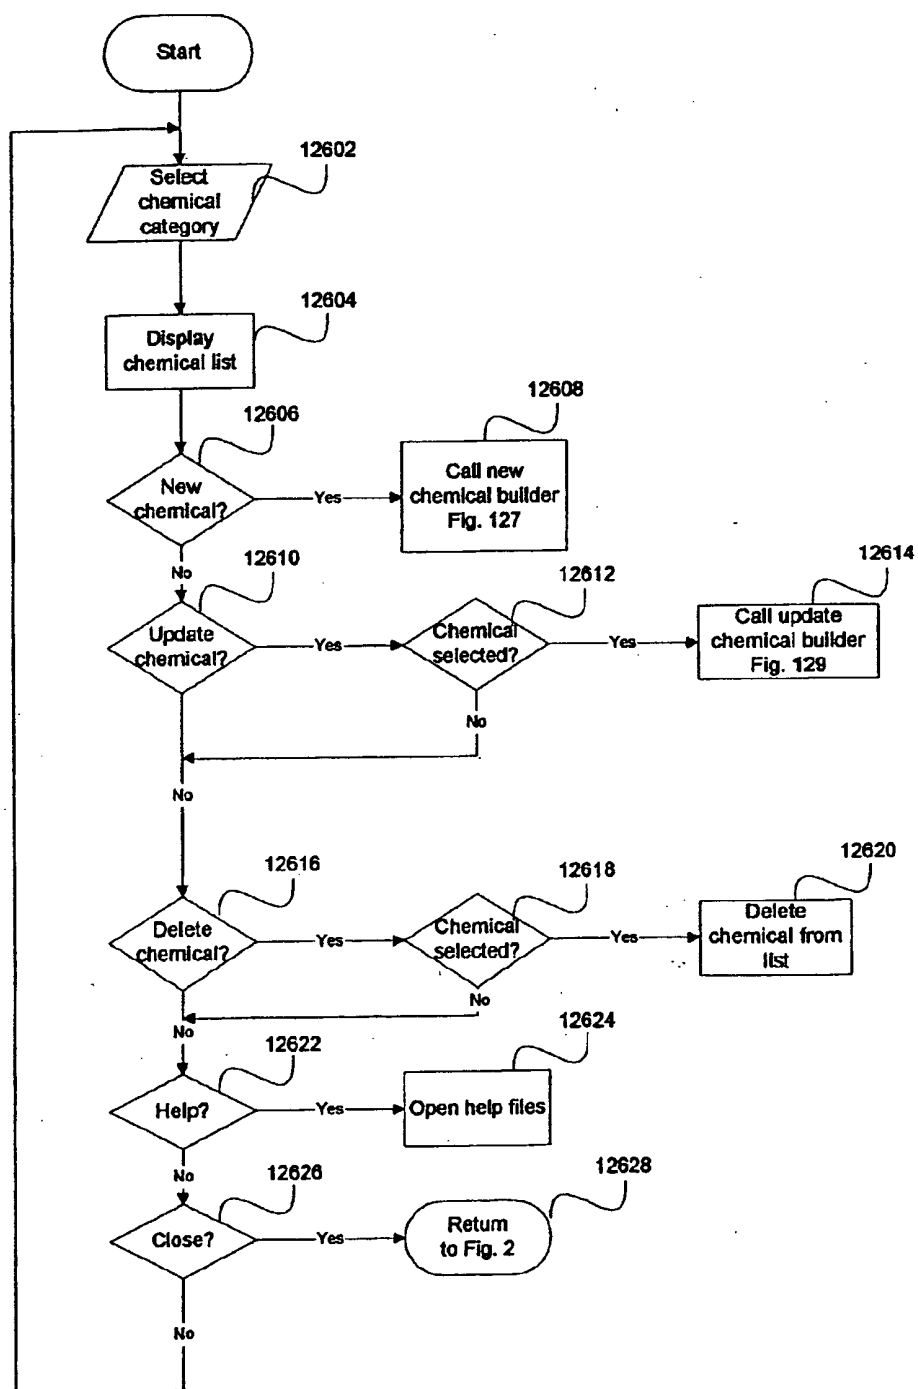 Start
12602
Select
chemical
category
12604
Display
chemical list
12606
12608
New
chemical?
Yes
Call new
chemical builder
Fig. 127
No
12610
12612
12614
Update
chemical?
Yes
Chemical
selected?
Yes
Call update
chemical builder
Fig. 129
No
No
12616
12618
12620
Delete
chemical?
Yes
Chemical
selected?
Yes
Delete
chemical from
list
No
No
12622
12624
Help?
Yes
Open help files
No
12626
12628
Close?
Yes
Return
to Fig. 2
No